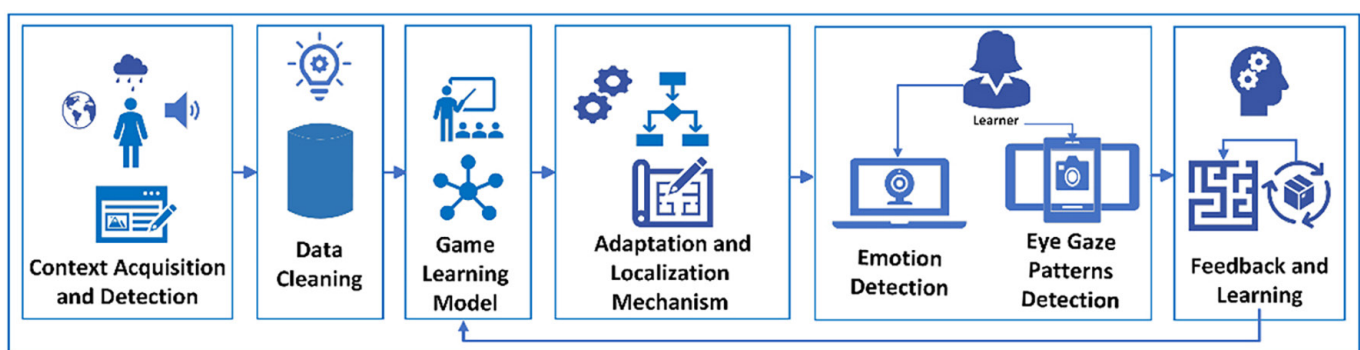 Context Acquisition
and Detection
Data
Cleaning
Game
Learning
Model
Adaptation and
Localization
Mechanism
Learner
Emotion
Detection
Eye Gaze
Patterns
Detection
Feedback and
Learning